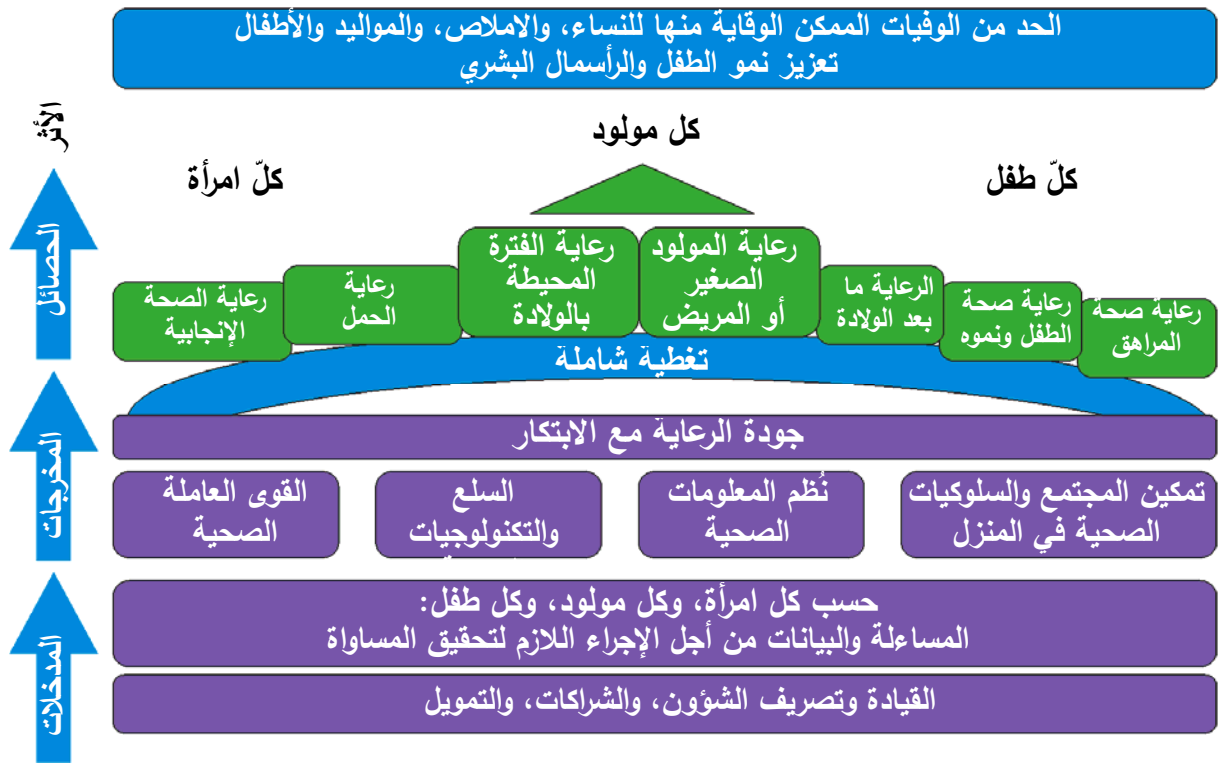 الحد من الوفيات الممكن الوقاية منها للنساء، والاملاص، والمواليد والأطفال
تعزيز نمو الطفل والرأسمال البشري
الأثر
كل مولود
كلّ طفل
كلّ امرأة
الحصائل
رعاية صحة
المراهق
رعاية صحة
الطفل ونموه
الرعاية ما
بعد الولادة
رعاية المولود
الصغير
أو المريض
رعاية الفترة
المحيطة
بالولادة
رعاية
الحمل
رعاية الصحة
الإنجابية
تغطية شاملة
المخرجات
جودة الرعاية مع الابتكار
تمكين المجتمع والسلوكيات
الصحية في المنزل
نُظم المعلومات
الصحية
السلع
والتكنولوجيات
القوى العاملة
الصحية
المدخلات
حسب كل امرأة، وكل مولود، وكل طفل:
المساءلة والبيانات من أجل الإجراء اللازم لتحقيق المساواة
القيادة وتصريف الشؤون، والشراكات، والتمويل